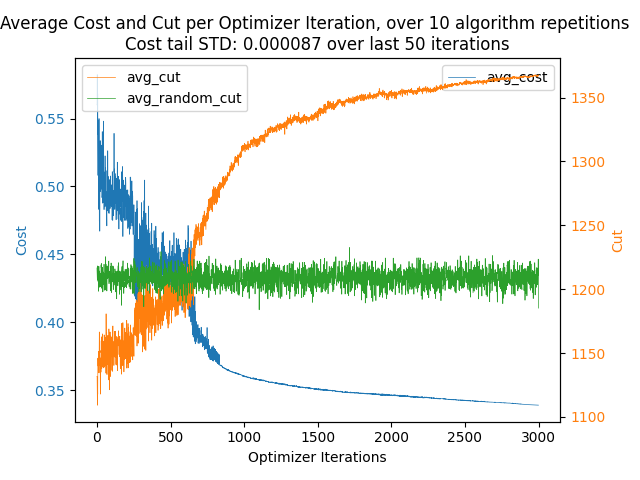 Average Cost and Cut per Optimizer Iteration, over 10 algorithm repetitions
Cost tail STD: 0.000087 over last 50 iterations
avg_cut
avg_random_cut
avg_cost
0.55
0.50
0.45
0.40
0.35
Cost
1350
1300
1250
1200
1150
1100
Cut
0
500
1000
1500
2000
2500
3000
Optimizer Iterations